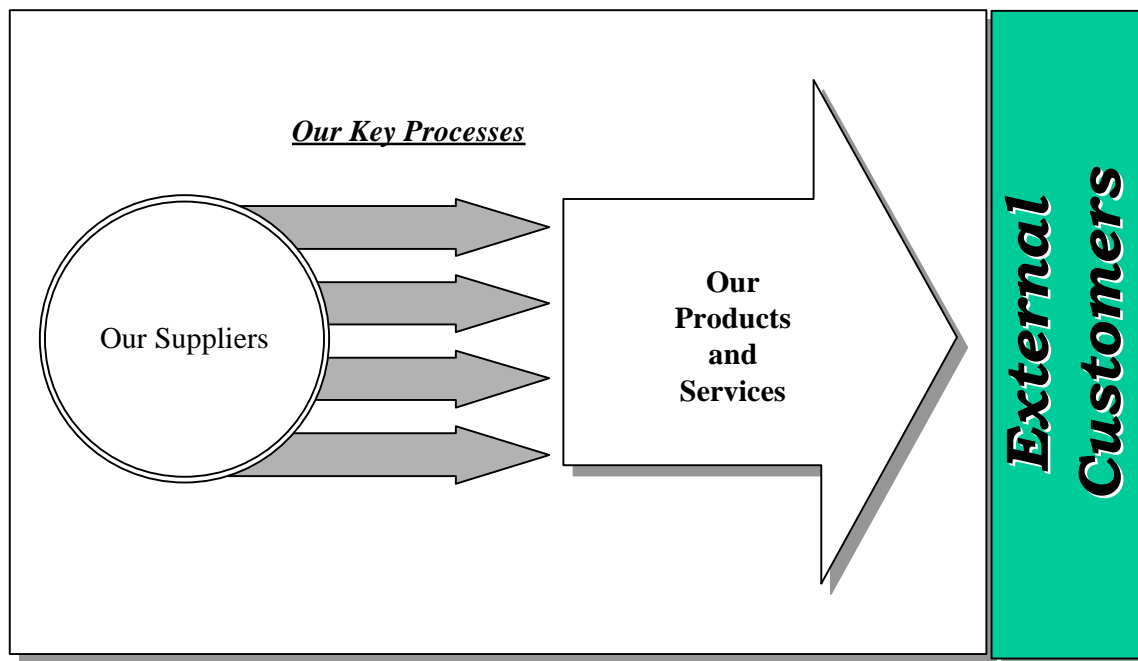 Our Key Processes
Our Suppliers
Our
Products
and
Services
External
Customers